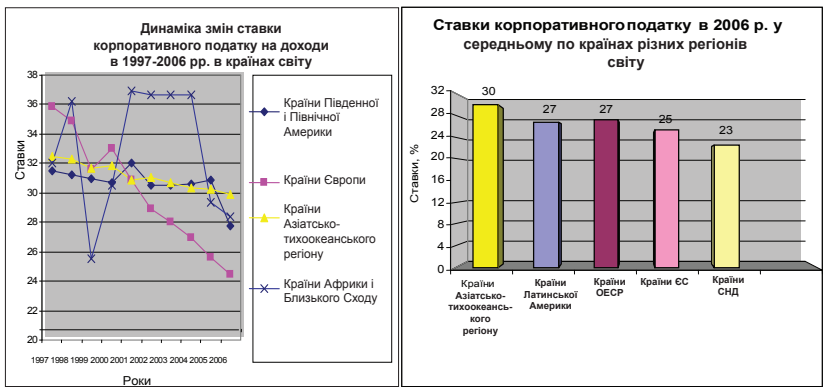 Динаміка змін ставки
корпоративного податку на доходи
в 1997-2006 рр. в країнах світу
38
36
34
32
30
28
26
24
22
20
Ставки
1997 1998 1999 2000 2001 2002 2003 2004 2005 2006
Роки
Країни Південної
і Північної
Америки
Країни Європи
Країни
Азіатсько-
тихоокеанського
регіону
Країни Африки і
Близького Сходу
Ставки корпоративного податку в 2006 р. у
середньому по країнах різних регіонів
світу
32
28
24
20
16
12
8
4
0
Ставки, %
30
27
27
25
23
Країни
Азіатсько-
тихоокеансь-
кого
регіону
Країни
Латинської
Америки
Країни
ОЕСР
Країни ЄС
Країни
СНД